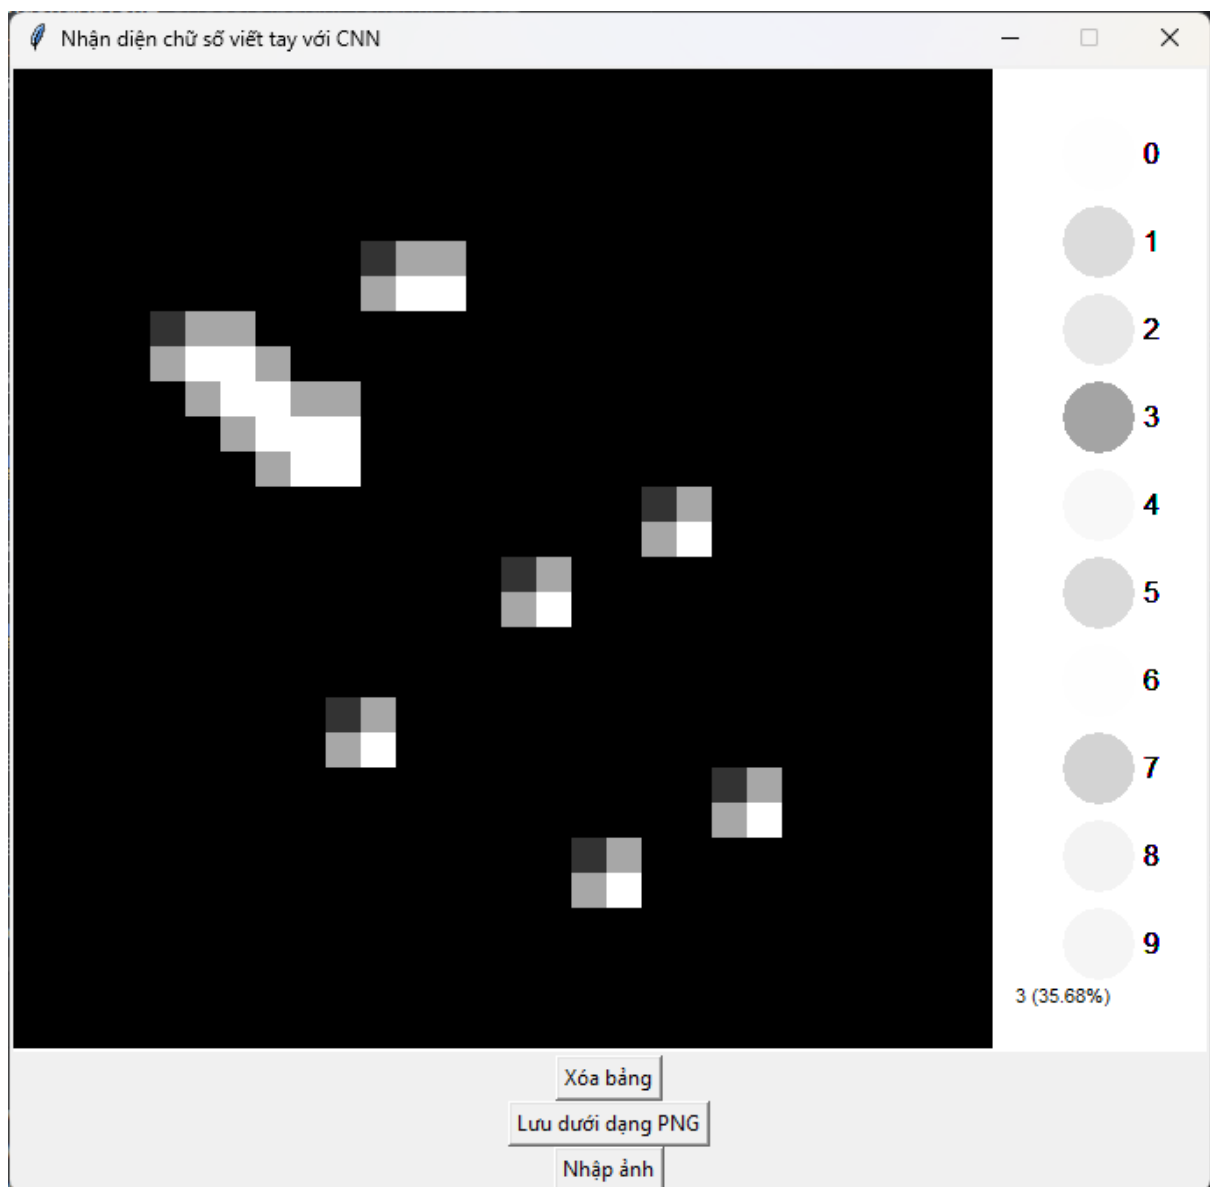 Nhận diện chữ số viết tay với CNN
0
1
2
3
4
5
6
7
8
9
3 (35.68%)
Xóa bảng
Lưu dưới dạng PNG
Nhập ảnh